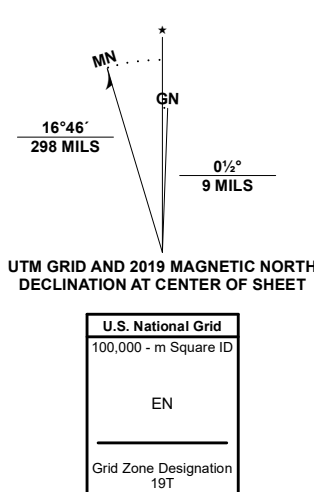 ★
MN
GN
16°46´
298 MILS
0½°
9 MILS
UTM GRID AND 2019 MAGNETIC NORTH
DECLINATION AT CENTER OF SHEET
U.S. National Grid
100,000 - m Square ID
EN
Grid Zone Designation
19T